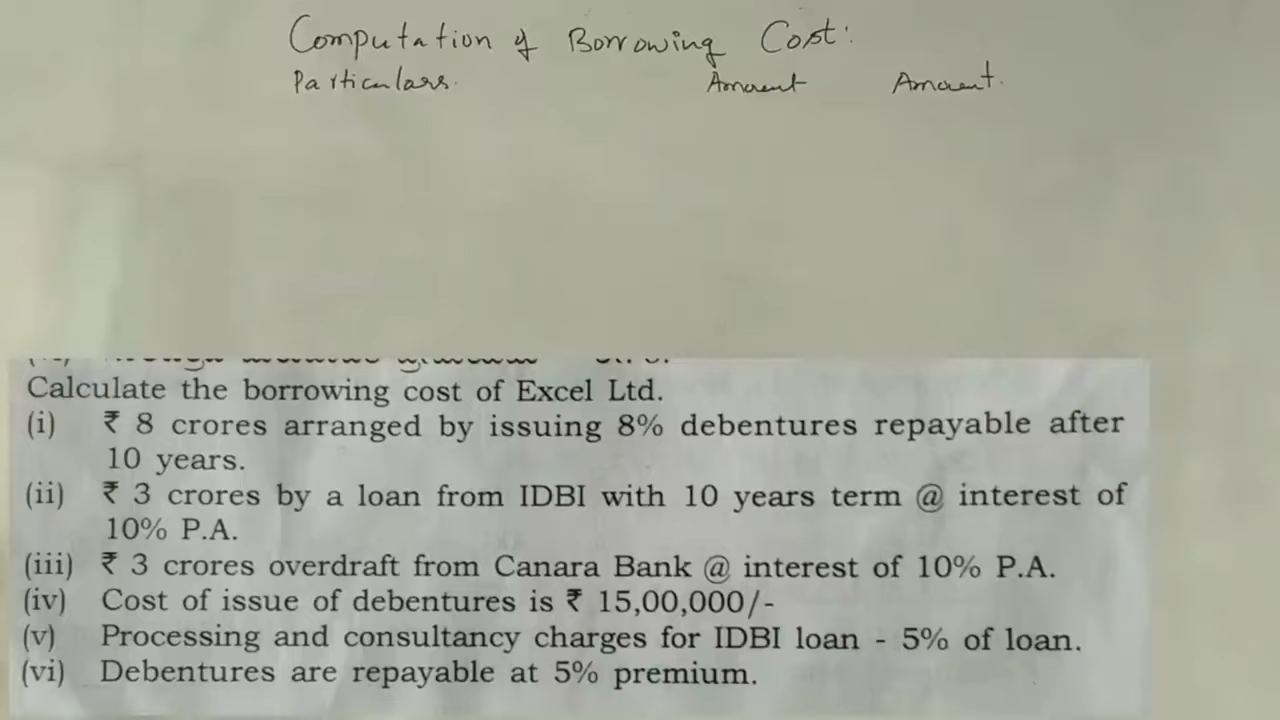 Computation of Borrowing Cost:
Particulars. Amount Amount.
Calculate the borrowing cost of Excel Ltd.
(i) ₹ 8 crores arranged by issuing 8% debentures repayable after
10 years.
(ii) ₹ 3 crores by a loan from IDBI with 10 years term @ interest of
10% P.A.
(iii) ₹ 3 crores overdraft from Canara Bank @ interest of 10% P.A.
(iv) Cost of issue of debentures is ₹ 15,00,000/-
(v) Processing and consultancy charges for IDBI loan - 5% of loan.
(vi) Debentures are repayable at 5% premium.